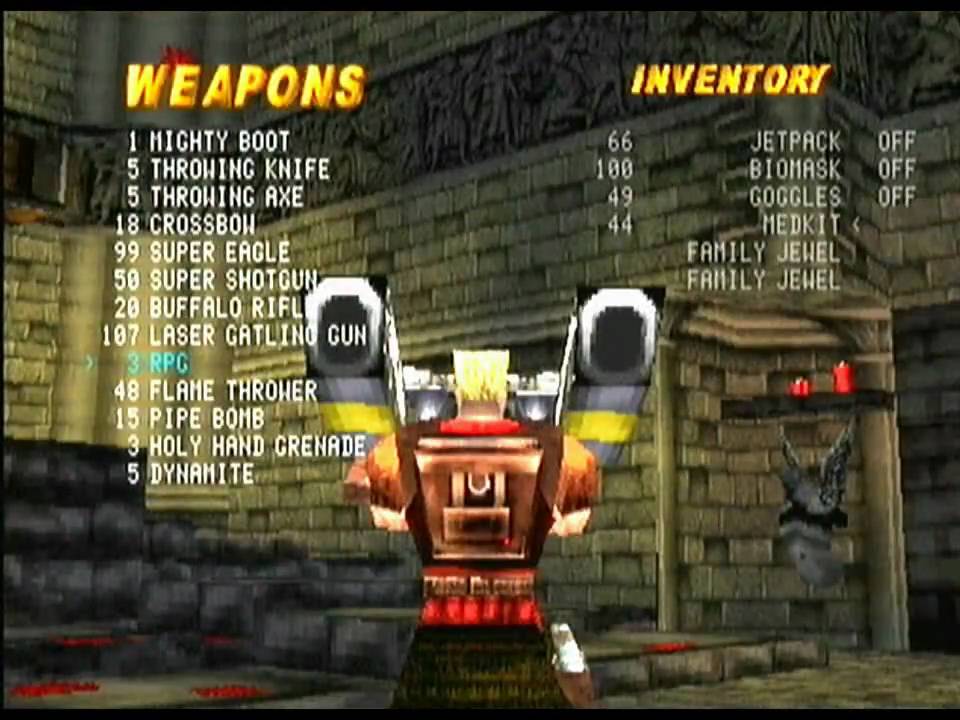 WEAPONS
1 MIGHTY BOOT
5 THROWING KNIFE
5 THROWING AXE
18 CROSSBOW
99 SUPER EAGLE
50 SUPER SHOTGUN
20 BUFFALO RIFLE
107 LASER GATLING GUN
> 3 RPG
48 FLAME THROWER
15 PIPE BOMB
3 HOLY HAND GRENADE
5 DYNAMITE
INVENTORY
66 JETPACK OFF
100 BIOMASK OFF
49 GOGGLES OFF
44 MEDKIT <
FAMILY JEWEL
FAMILY JEWEL